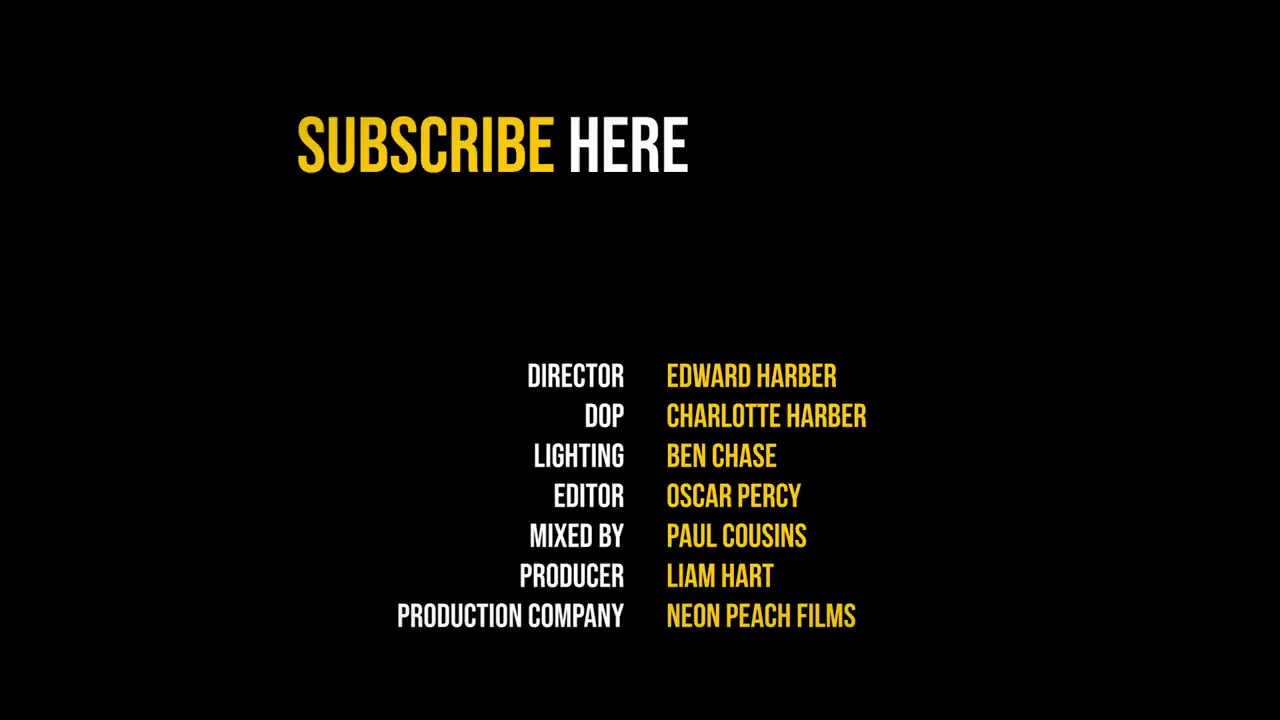 SUBSCRIBE HERE
DIRECTOR EDWARD HARBER
DOP CHARLOTTE HARBER
LIGHTING BEN CHASE
EDITOR OSCAR PERCY
MIXED BY PAUL COUSINS
PRODUCER LIAM HART
PRODUCTION COMPANY NEON PEACH FILMS